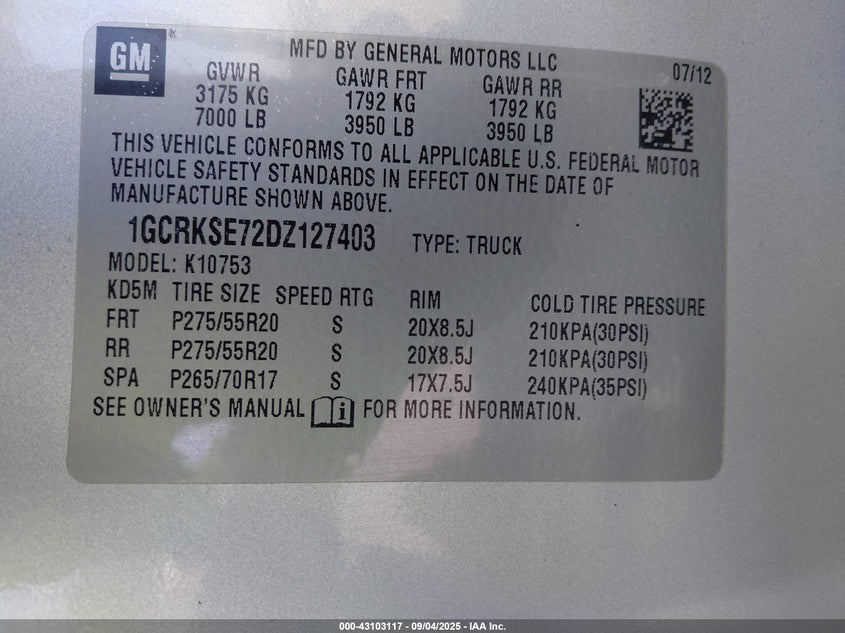 GM
MFD BY GENERAL MOTORS LLC 07/12
GVWR GAWR FRT GAWR RR
3175 KG 1792 KG 1792 KG
7000 LB 3950 LB 3950 LB
THIS VEHICLE CONFORMS TO ALL APPLICABLE U.S. FEDERAL MOTOR
VEHICLE SAFETY STANDARDS IN EFFECT ON THE DATE OF
MANUFACTURE SHOWN ABOVE.
1GCRKSE72DZ127403 TYPE: TRUCK
MODEL: K10753
KD5M TIRE SIZE SPEED RTG RIM COLD TIRE PRESSURE
FRT P275/55R20 S 20X8.5J 210KPA(30PSI)
RR P275/55R20 S 20X8.5J 210KPA(30PSI)
SPA P265/70R17 S 17X7.5J 240KPA(35PSI)
SEE OWNER'S MANUAL i FOR MORE INFORMATION.
000-43103117 - 09/04/2025 - IAA Inc.